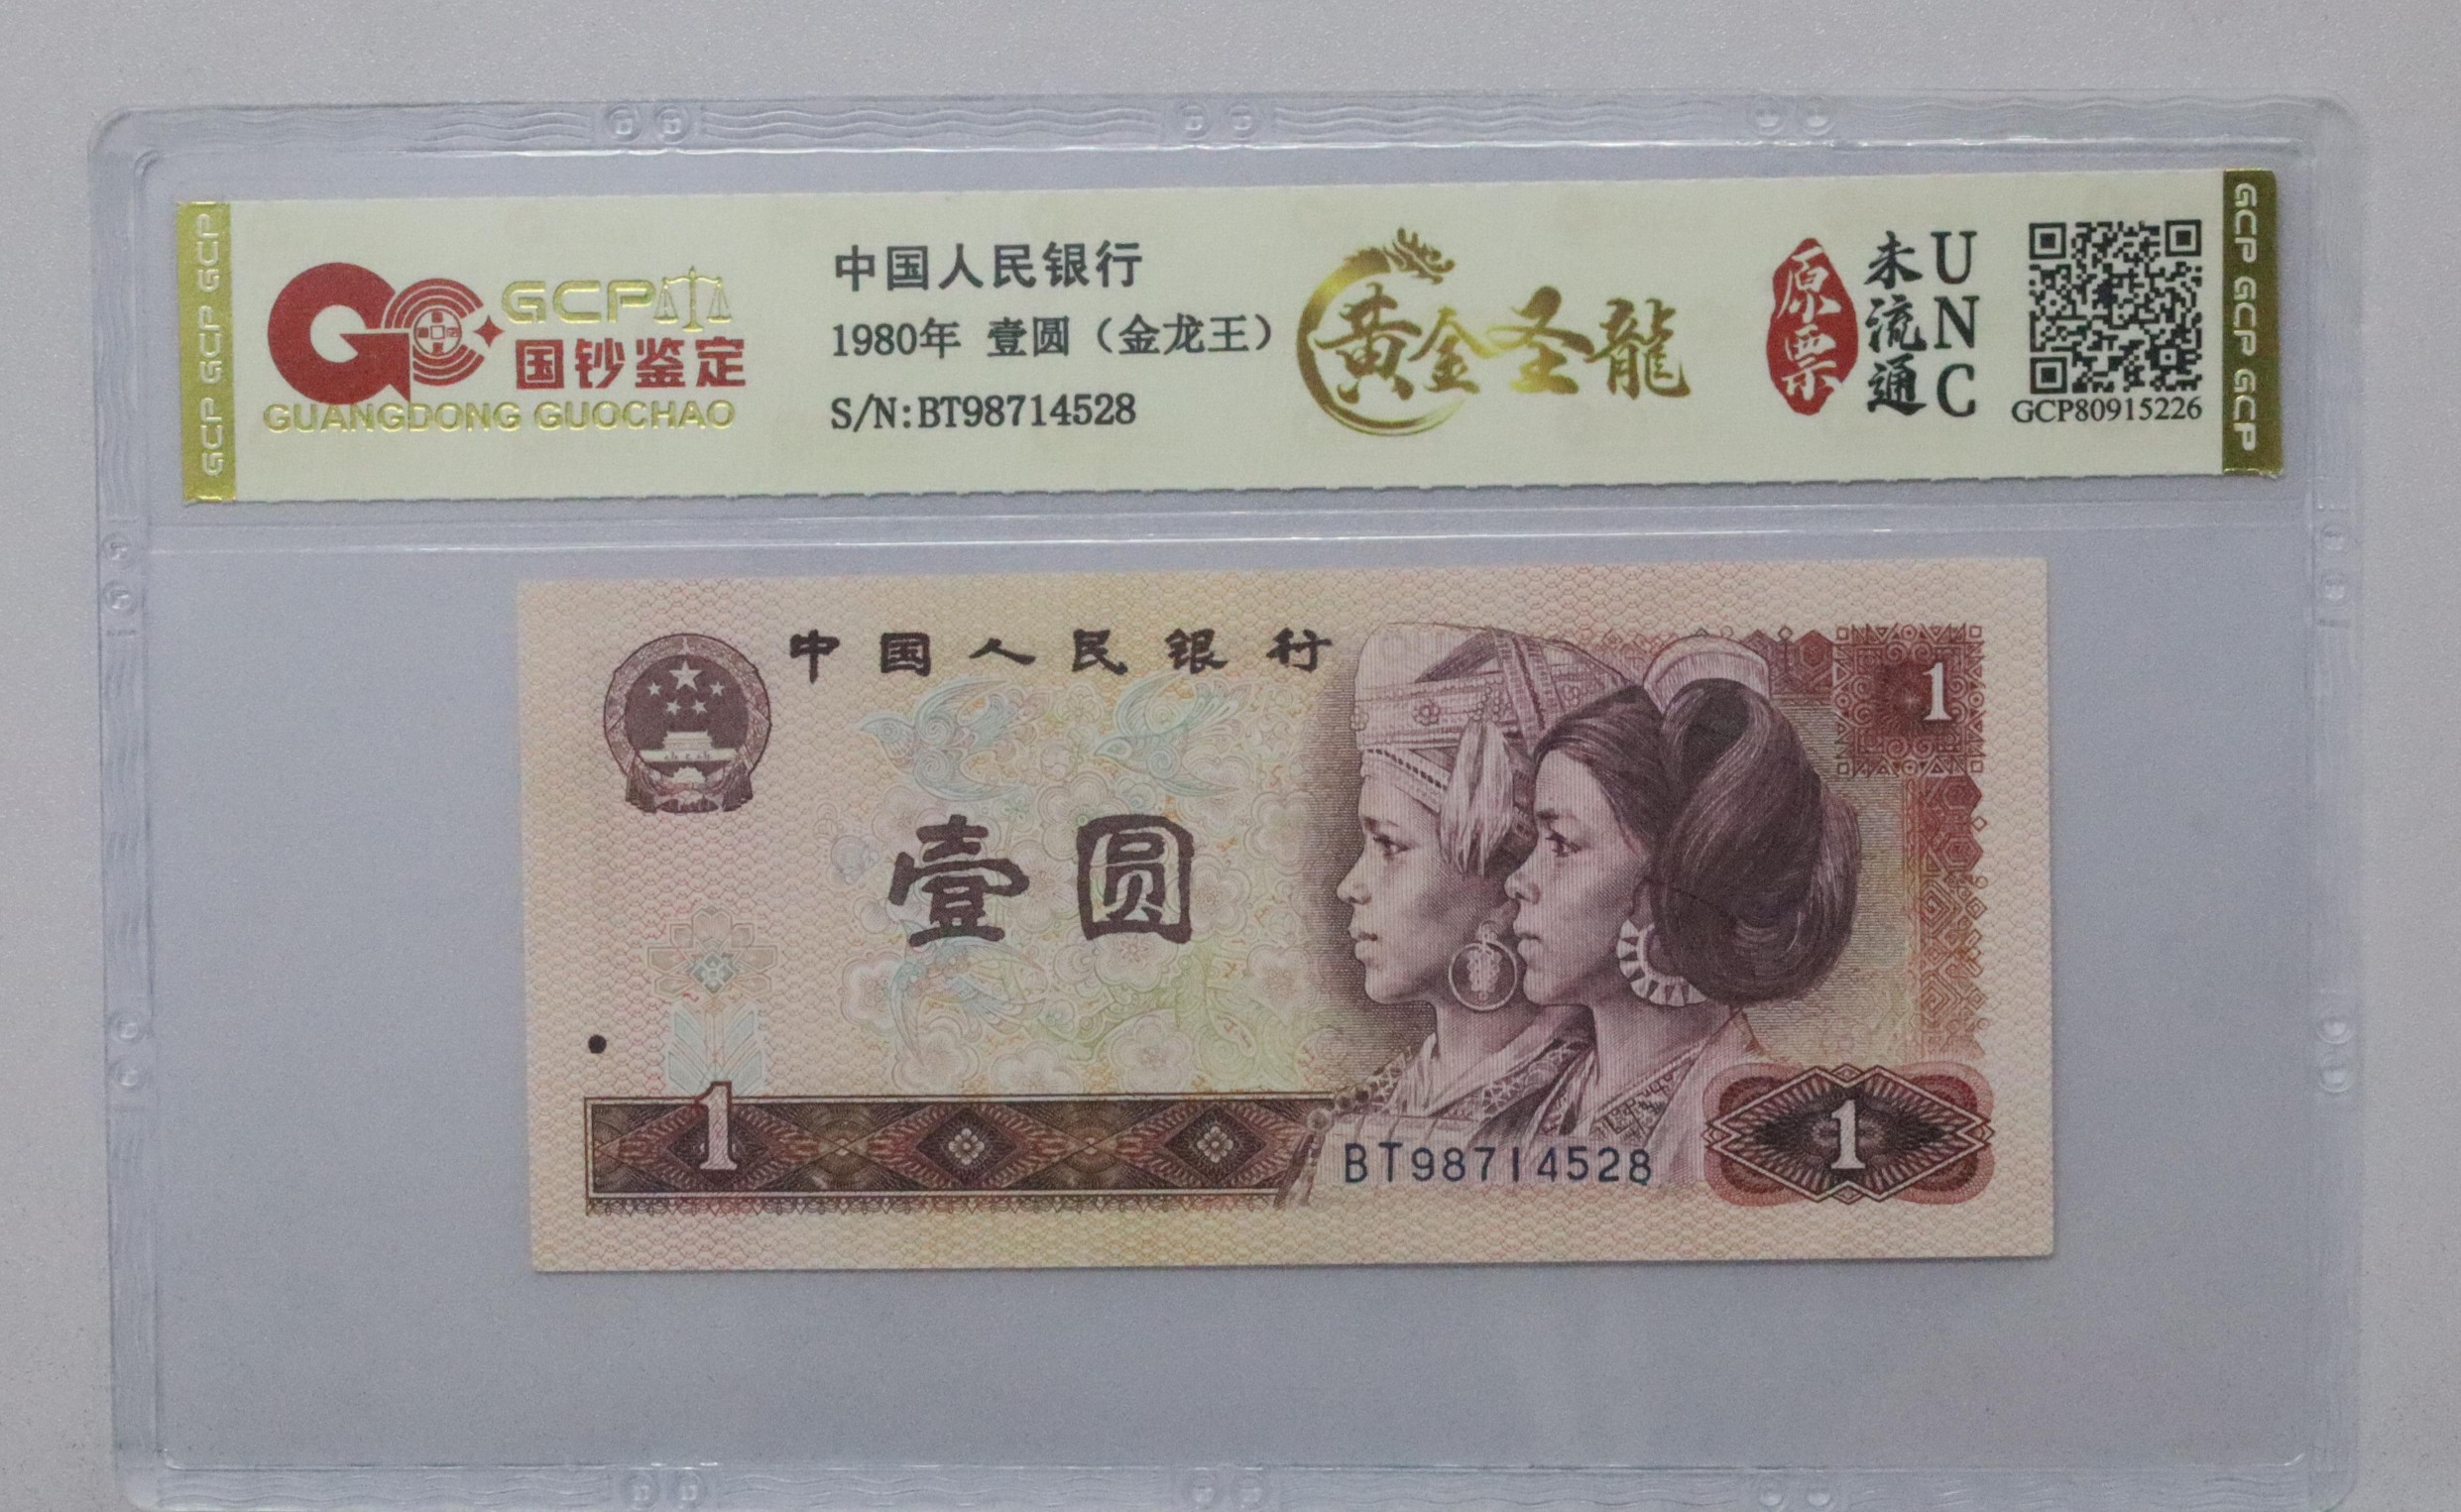 GCP GCP GCP
GCP
国钞鉴定
GUANGDONG GUOCHAO
中国人民银行
1980年 壹圆（金龙王）
S/N:BT98714528
黄金圣龍
原票
未流通
UNC
GCP80915226
GCP GCP GCP
中国人民银行
1
壹圆
1
BT98714528
1